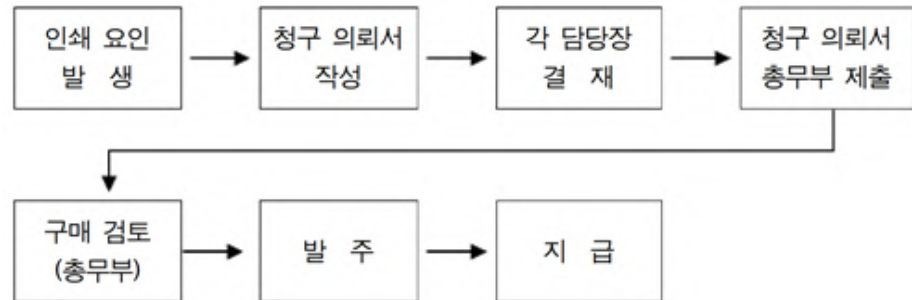 인쇄 요인
발 생
청구 의뢰서
작성
각 담당장
결 재
청구 의뢰서
총무부 제출
구매 검토
(총무부)
발 주
지 급